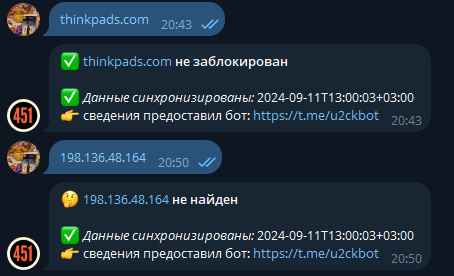 thinkpads.com
20:43
✅ thinkpads.com не заблокирован
✅ Данные синхронизированы: 2024-09-11T13:00:03+03:00
👉 сведения предоставил бот: https://t.me/u2ckbot
20:43
451
198.136.48.164
20:50
🤔 198.136.48.164 не найден
✅ Данные синхронизированы: 2024-09-11T13:00:03+03:00
👉 сведения предоставил бот: https://t.me/u2ckbot
20:50
451